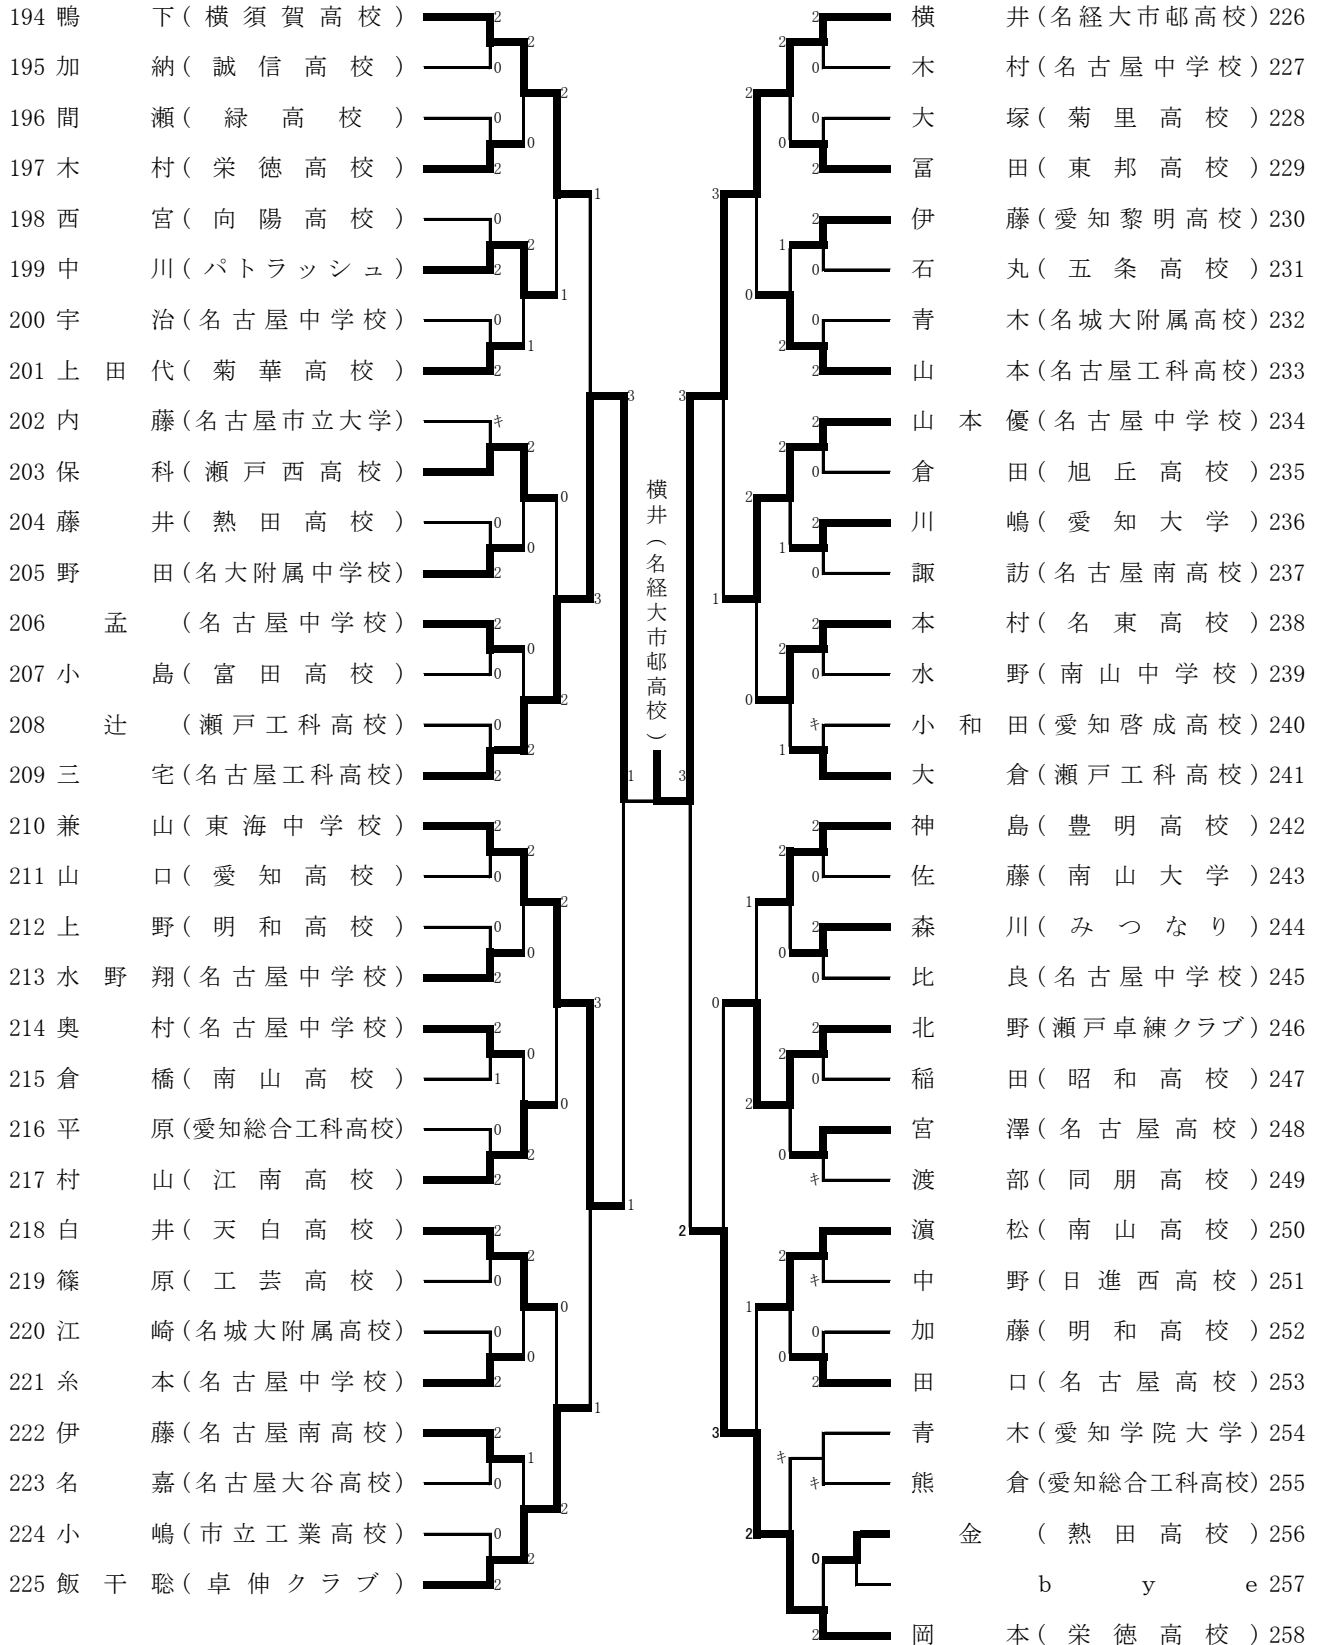 194 鴨 下 ( 横 須 賀 高 校 )
195 加 納 ( 誠 信 高 校 )
196 間 瀬 ( 緑 高 校 )
197 木 村 ( 栄 徳 高 校 )
198 西 宮 ( 向 陽 高 校 )
199 中 川 ( パトラッシュ )
200 宇 治 (名古屋中学校)
201 上 田 代 ( 菊 華 高 校 )
202 内 藤 (名古屋市立大学)
203 保 科 ( 瀬戸西高校 )
204 藤 井 ( 熱 田 高 校 )
205 野 田 (名大附属中学校)
206 孟 (名古屋中学校)
207 小 島 ( 富 田 高 校 )
208 辻 (瀬戸工科高校)
209 三 宅 (名古屋工科高校)
210 兼 山 ( 東海中学校 )
211 山 口 ( 愛 知 高 校 )
212 上 野 ( 明 和 高 校 )
213 水 野 翔 (名古屋中学校)
214 奥 村 (名古屋中学校)
215 倉 橋 ( 南 山 高 校 )
216 平 原 (愛知総合工科高校)
217 村 山 ( 江 南 高 校 )
218 白 井 ( 天 白 高 校 )
219 篠 原 ( 工 芸 高 校 )
220 江 崎 (名城大附属高校)
221 糸 本 (名古屋中学校)
222 伊 藤 (名古屋南高校)
223 名 嘉 (名古屋大谷高校)
224 小 嶋 (市立工業高校)
225 飯 干 聡 ( 卓伸クラブ )
横井(名経大市邨高校)
横 井 (名経大市邨高校) 226
木 村 (名古屋中学校) 227
大 塚 ( 菊 里 高 校 ) 228
冨 田 ( 東 邦 高 校 ) 229
伊 藤 (愛知黎明高校) 230
石 丸 ( 五 条 高 校 ) 231
青 木 (名城大附属高校) 232
山 本 (名古屋工科高校) 233
山 本 優 (名古屋中学校) 234
倉 田 ( 旭 丘 高 校 ) 235
川 嶋 ( 愛 知 大 学 ) 236
諏 訪 (名古屋南高校) 237
本 村 ( 名 東 高 校 ) 238
水 野 ( 南山中学校 ) 239
小 和 田 (愛知啓成高校) 240
大 倉 (瀬戸工科高校) 241
神 島 ( 豊 明 高 校 ) 242
佐 藤 ( 南 山 大 学 ) 243
森 川 ( み つ な り ) 244
比 良 (名古屋中学校) 245
北 野 (瀬戸卓練クラブ) 246
稲 田 ( 昭 和 高 校 ) 247
宮 澤 ( 名古屋高校 ) 248
渡 部 ( 同 朋 高 校 ) 249
濵 松 ( 南 山 高 校 ) 250
中 野 ( 日進西高校 ) 251
加 藤 ( 明 和 高 校 ) 252
田 口 ( 名古屋高校 ) 253
青 木 (愛知学院大学) 254
熊 倉 (愛知総合工科高校) 255
金 ( 熱 田 高 校 ) 256
b y e 257
岡 本 ( 栄 徳 高 校 ) 258